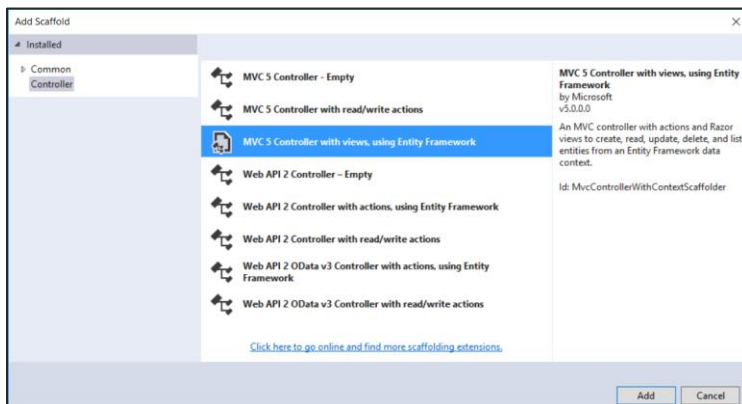 Add Scaffold
Installed
Common
Controller
MVC 5 Controller - Empty
MVC 5 Controller with read/write actions
MVC 5 Controller with views, using Entity Framework
Web API 2 Controller – Empty
Web API 2 Controller with actions, using Entity Framework
Web API 2 Controller with read/write actions
Web API 2 OData v3 Controller with actions, using Entity
Framework
Web API 2 OData v3 Controller with read/write actions
Click here to go online and find more scaffolding extensions.
MVC 5 Controller with views, using Entity
Framework
by Microsoft
v5.0.0.0
An MVC controller with actions and Razor
views to create, read, update, delete, and list
entities from an Entity Framework data
context.
Id: MvcControllerWithContextScaffolder
Add
Cancel